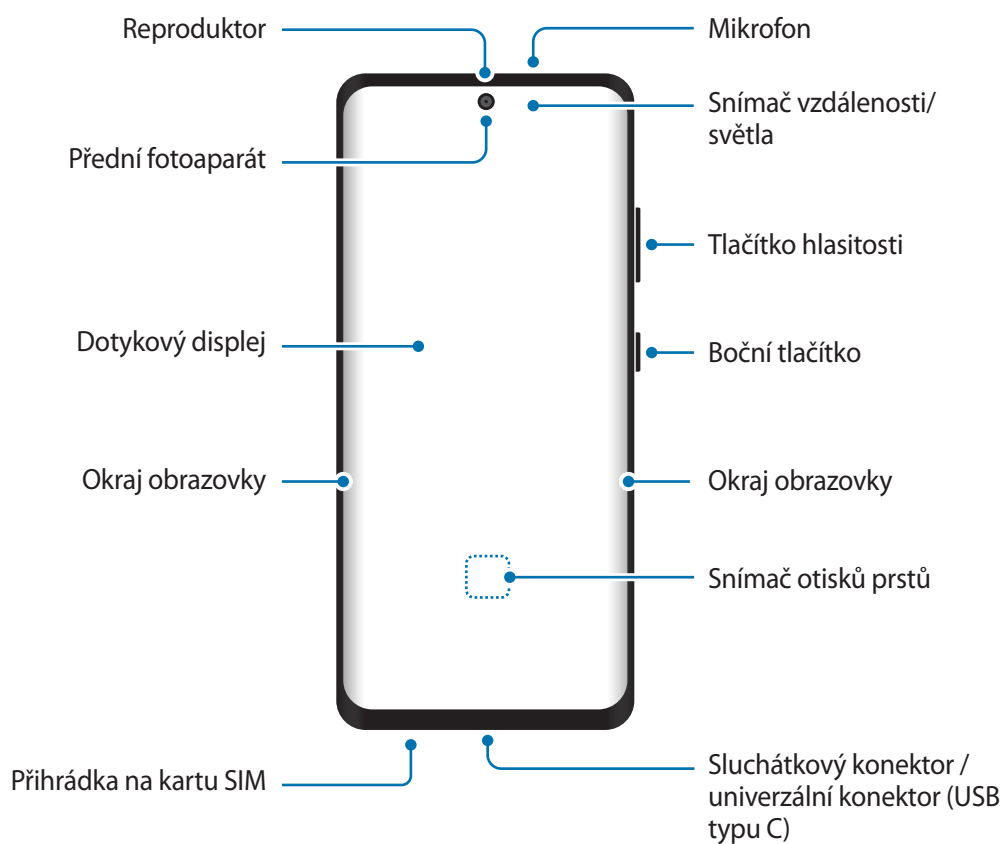 Reproduktor
Mikrofon
Snímač vzdálenosti/
světla
Přední fotoaparát
Tlačítko hlasitosti
Dotykový displej
Boční tlačítko
Okraj obrazovky
Okraj obrazovky
Snímač otisků prstů
Přihrádka na kartu SIM
Sluchátkový konektor /
univerzální konektor (USB
typu C)